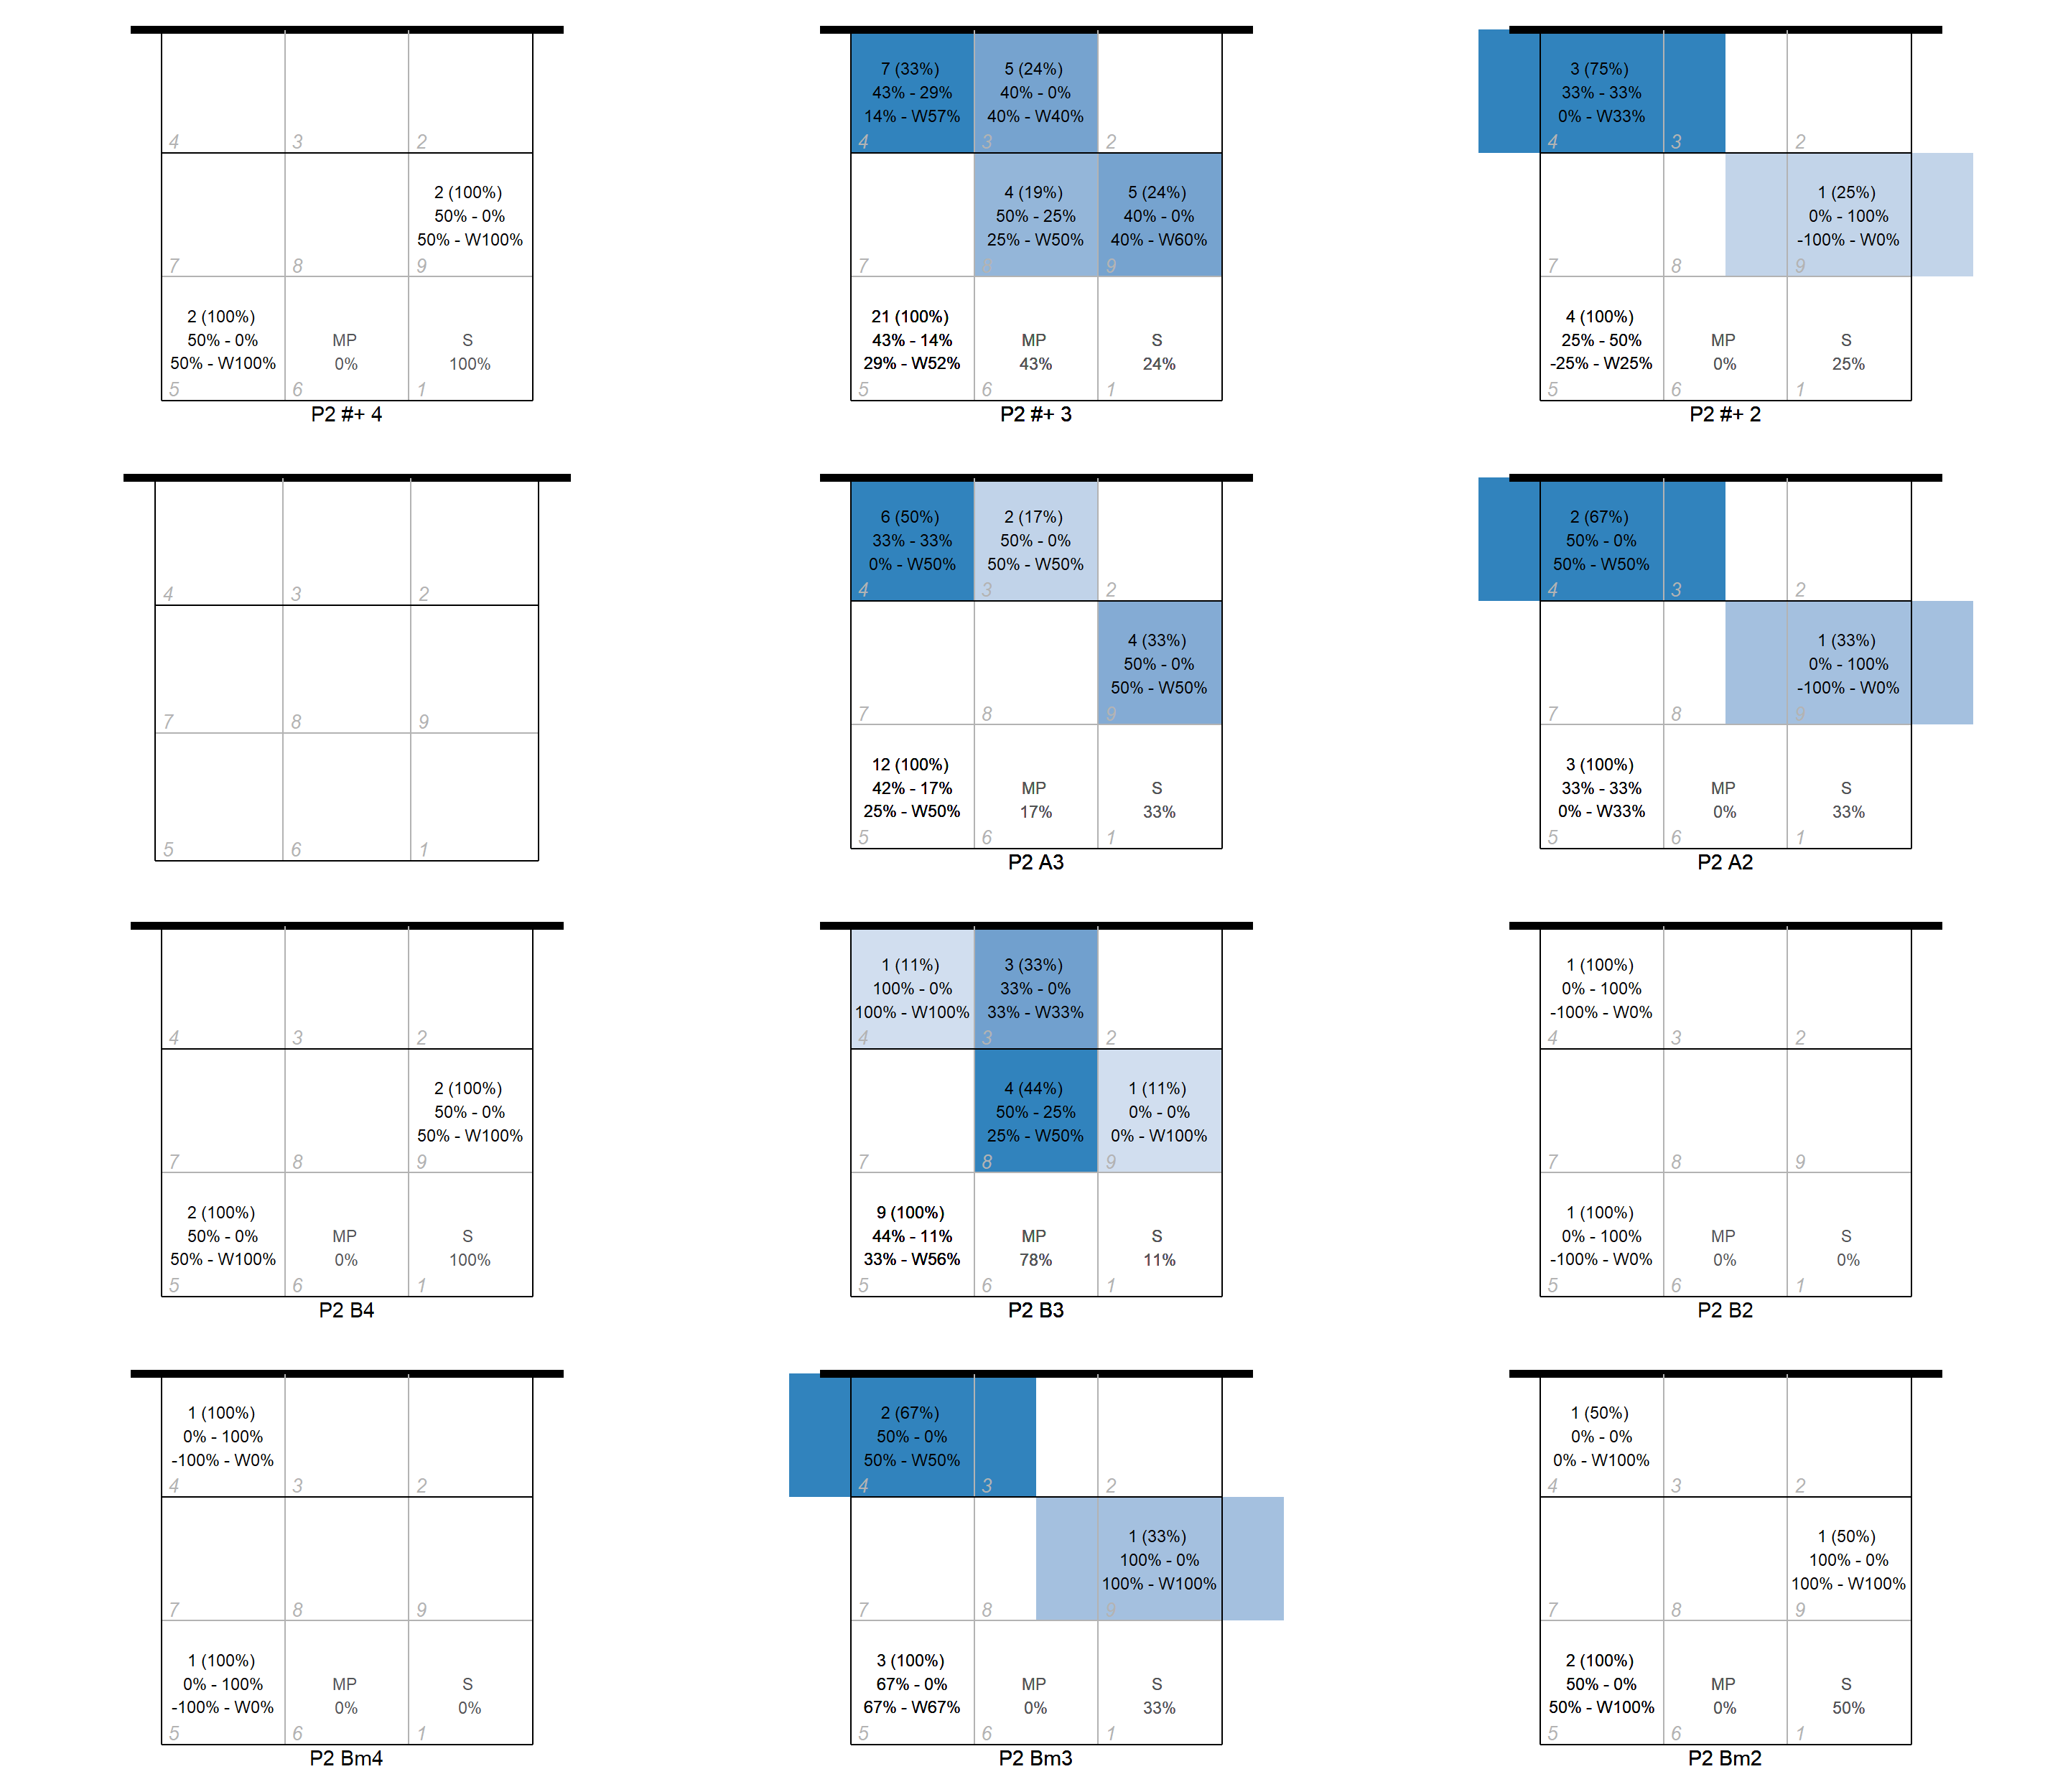 4 3 2
2 (100%)
50% - 0%
50% - W100%
7 8 9
2 (100%)
50% - 0%
50% - W100%
MP
0%
S
100%
5 6 1
P2 #+ 4
7 (33%)
43% - 29%
14% - W57%
5 (24%)
40% - 0%
40% - W40%
4 3 2
4 (19%)
50% - 25%
25% - W50%
5 (24%)
40% - 0%
40% - W60%
7 8 9
21 (100%)
43% - 14%
29% - W52%
MP
43%
S
24%
5 6 1
P2 #+ 3
3 (75%)
33% - 33%
0% - W33%
4 3 2
1 (25%)
0% - 100%
-100% - W0%
7 8 9
4 (100%)
25% - 50%
-25% - W25%
MP
0%
S
25%
5 6 1
P2 #+ 2
4 3 2
7 8 9
5 6 1
6 (50%)
33% - 33%
0% - W50%
2 (17%)
50% - 0%
50% - W50%
4 3 2
4 (33%)
50% - 0%
50% - W50%
7 8 9
12 (100%)
42% - 17%
25% - W50%
MP
17%
S
33%
5 6 1
P2 A3
2 (67%)
50% - 0%
50% - W50%
4 3 2
1 (33%)
0% - 100%
-100% - W0%
7 8 9
3 (100%)
33% - 33%
0% - W33%
MP
0%
S
33%
5 6 1
P2 A2
4 3 2
2 (100%)
50% - 0%
50% - W100%
7 8 9
2 (100%)
50% - 0%
50% - W100%
MP
0%
S
100%
5 6 1
P2 B4
1 (11%)
100% - 0%
100% - W100%
3 (33%)
33% - 0%
33% - W33%
4 3 2
4 (44%)
50% - 25%
25% - W50%
1 (11%)
0% - 0%
0% - W100%
7 8 9
9 (100%)
44% - 11%
33% - W56%
MP
78%
S
11%
5 6 1
P2 B3
1 (100%)
0% - 100%
-100% - W0%
4 3 2
7 8 9
1 (100%)
0% - 100%
-100% - W0%
MP
0%
S
0%
5 6 1
P2 B2
1 (100%)
0% - 100%
-100% - W0%
4 3 2
7 8 9
1 (100%)
0% - 100%
-100% - W0%
MP
0%
S
0%
5 6 1
P2 Bm4
2 (67%)
50% - 0%
50% - W50%
4 3 2
1 (33%)
100% - 0%
100% - W100%
7 8 9
3 (100%)
67% - 0%
67% - W67%
MP
0%
S
33%
5 6 1
P2 Bm3
1 (50%)
0% - 0%
0% - W100%
4 3 2
1 (50%)
100% - 0%
100% - W100%
7 8 9
2 (100%)
50% - 0%
50% - W100%
MP
0%
S
50%
5 6 1
P2 Bm2